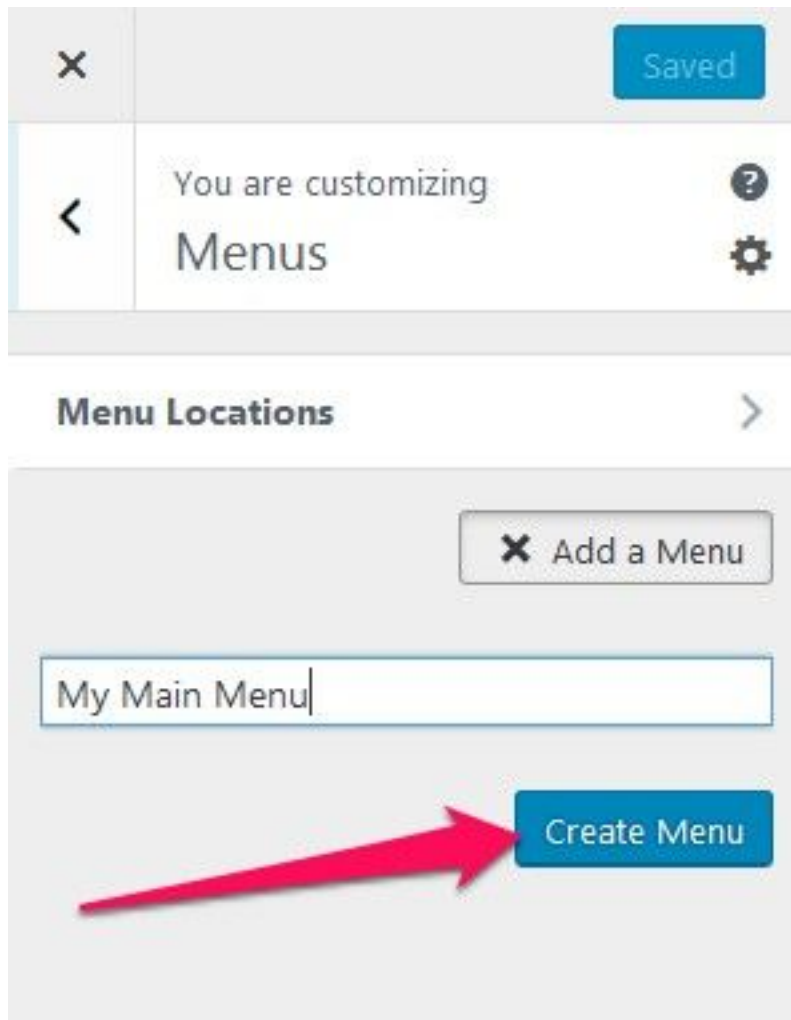 Saved
You are customizing
Menus
Menu Locations
Add a Menu
My Main Menu
Create Menu